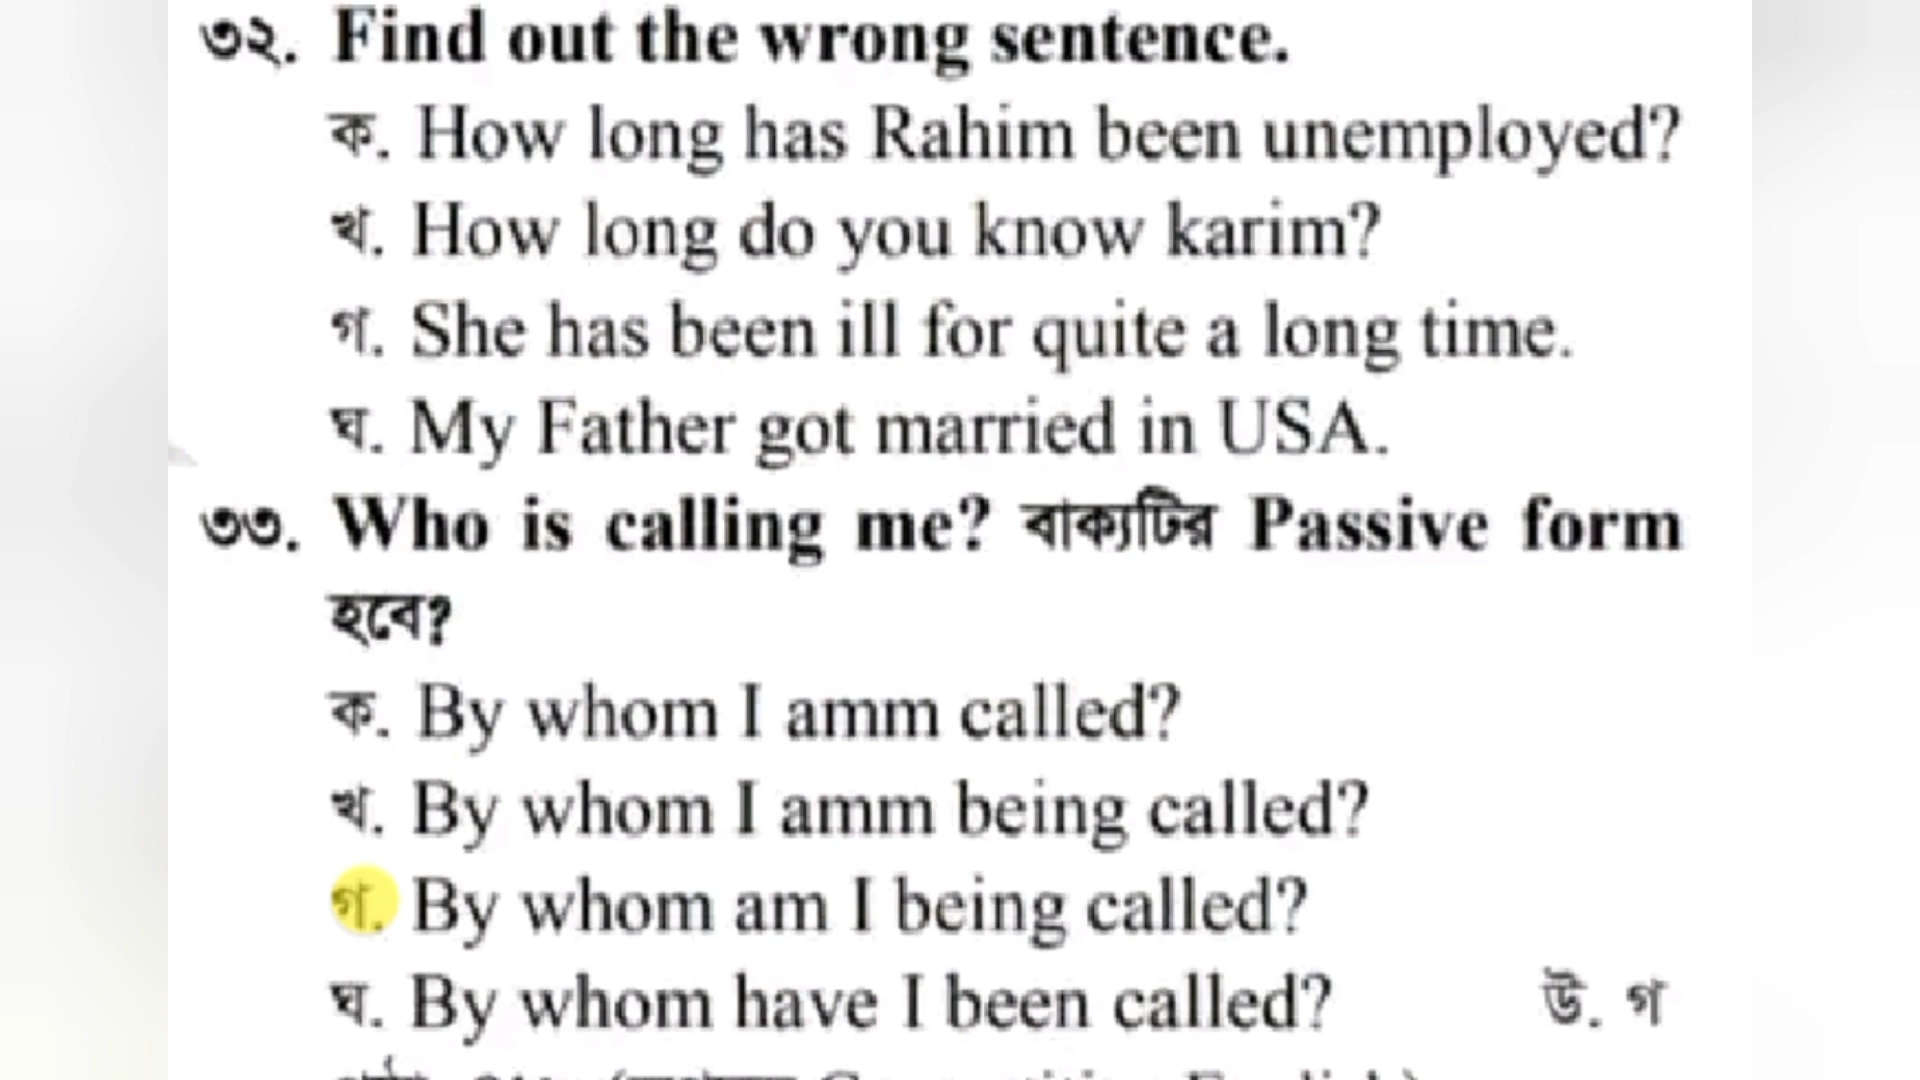 ৩২. Find out the wrong sentence.
ক. How long has Rahim been unemployed?
খ. How long do you know karim?
গ. She has been ill for quite a long time.
ঘ. My Father got married in USA.
৩৩. Who is calling me? বাক্যটির Passive form
হবে?
ক. By whom I amm called?
খ. By whom I amm being called?
গ. By whom am I being called?
ঘ. By whom have I been called? উ. গ